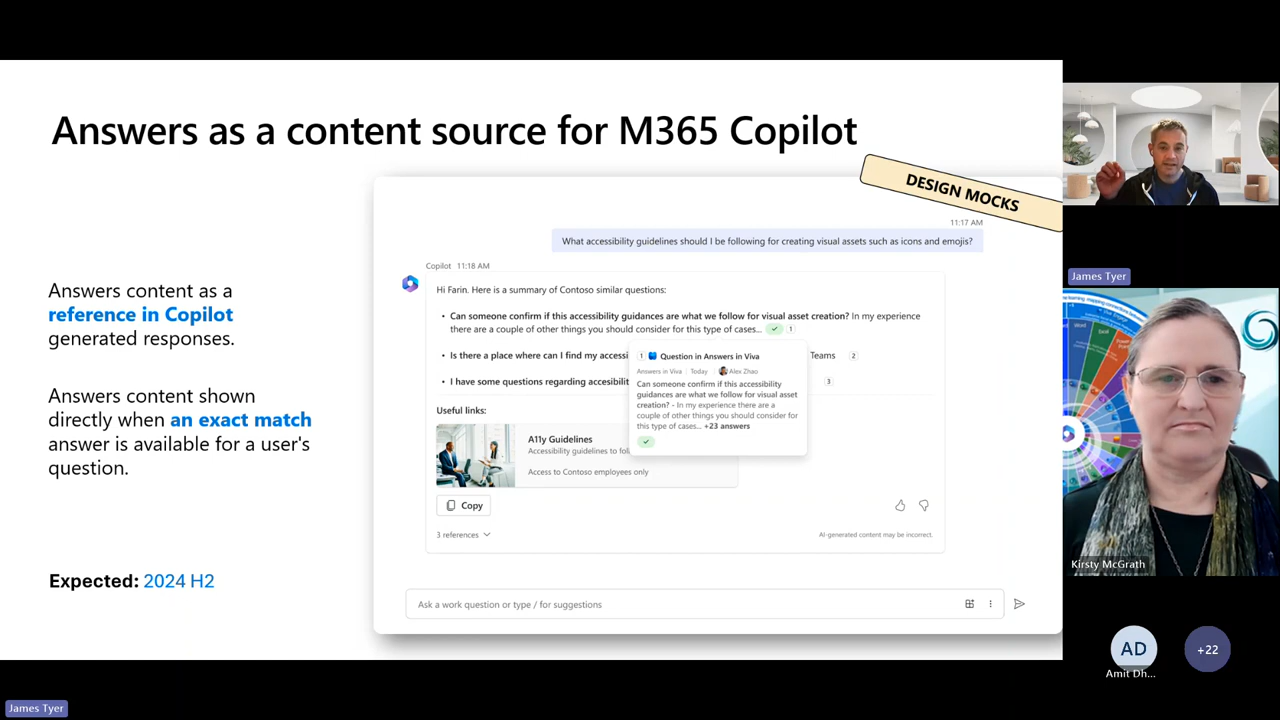 Answers as a content source for M365 Copilot
DESIGN MOCKS
Answers content as a
reference in Copilot
generated responses.
Answers content shown
directly when an exact match
answer is available for a user's
question.
Expected: 2024 H2
11:17 AM
What accessibility guidelines should I be following for creating visual assets such as icons and emojis?
Copilot 11:18 AM
Hi Farin. Here is a summary of Contoso similar questions:
• Can someone confirm if this accessibility guidances are what we follow for visual asset creation? In my experience
there are a couple of other things you should consider for this type of cases... 1
• Is there a place where can I find my accessi Teams 2
• I have some questions regarding accesibilit 3
1 Question in Answers in Viva
Answers in Viva | Today | Alex Zhao
Can someone confirm if this accessibility
guidances are what we follow for visual asset
creation? - In my experience there are a
couple of other things you should consider for
this type of cases... +23 answers
Useful links:
A11y Guidelines
Accessibility guidelines to fol
Access to Contoso employees only
Copy
3 references
AI-generated content may be incorrect.
Ask a work question or type / for suggestions
James Tyer
Kirsty McGrath
AD
Amit Dh...
+22
James Tyer